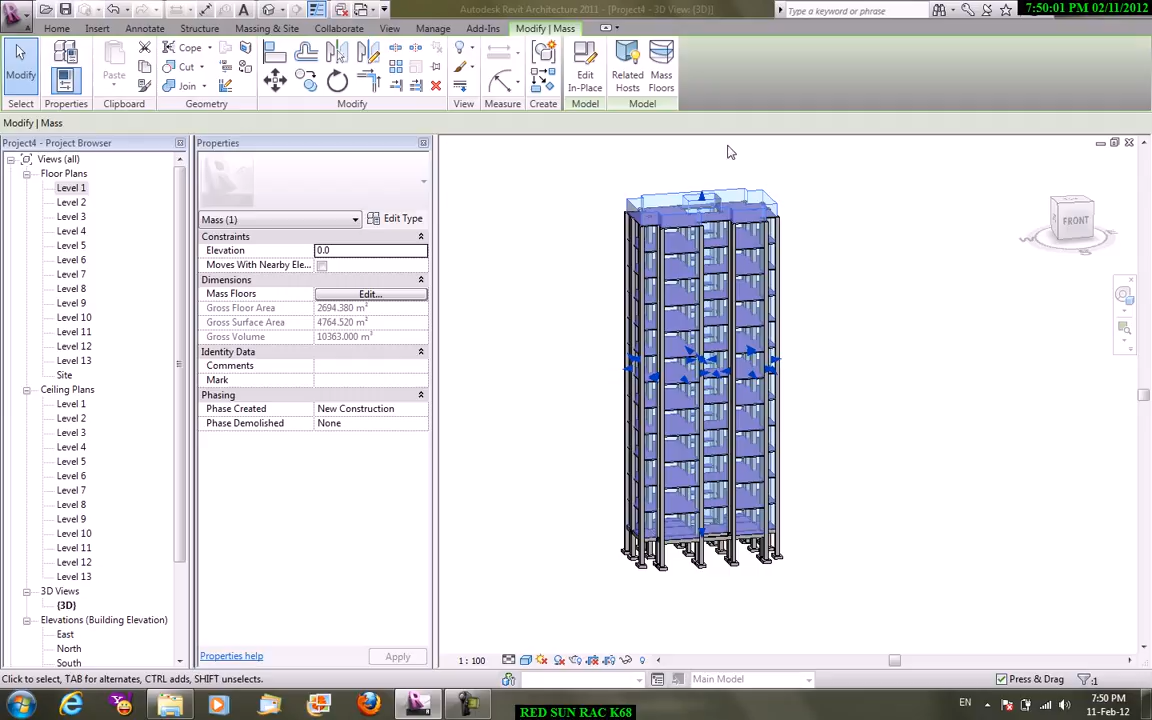 Autodesk Revit Architecture 2011 - [Project4 - 3D View: {3D}]
Type a keyword or phrase
7:50:01 PM 02/11/2012
Home Insert Annotate Structure Massing & Site Collaborate View Manage Add-Ins Modify | Mass
Modify Paste Cope Cut Join Edit In-Place Related Hosts Mass Floors
Select Properties Clipboard Geometry Modify View Measure Create Model Model
Modify | Mass
Project4 - Project Browser
Views (all)
Floor Plans
Level 1
Level 2
Level 3
Level 4
Level 5
Level 6
Level 7
Level 8
Level 9
Level 10
Level 11
Level 12
Level 13
Site
Ceiling Plans
Level 1
Level 2
Level 3
Level 4
Level 5
Level 6
Level 7
Level 8
Level 9
Level 10
Level 11
Level 12
Level 13
3D Views
{3D}
Elevations (Building Elevation)
East
North
South
Properties
Mass (1) Edit Type
Constraints
Elevation 0.0
Moves With Nearby Ele...
Dimensions
Mass Floors Edit...
Gross Floor Area 2694.380 m²
Gross Surface Area 4764.520 m²
Gross Volume 10363.000 m³
Identity Data
Comments
Mark
Phasing
Phase Created New Construction
Phase Demolished None
Properties help Apply
FRONT
1 : 100
Click to select, TAB for alternates, CTRL adds, SHIFT unselects.
Main Model
Press & Drag
:1
EN
7:50 PM
11-Feb-12
RED SUN RAC K68